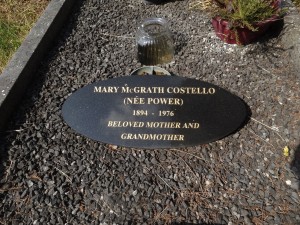 MARY McGRATH COSTELLO
(NÉE POWER)
1894 - 1976
BELOVED MOTHER AND
GRANDMOTHER